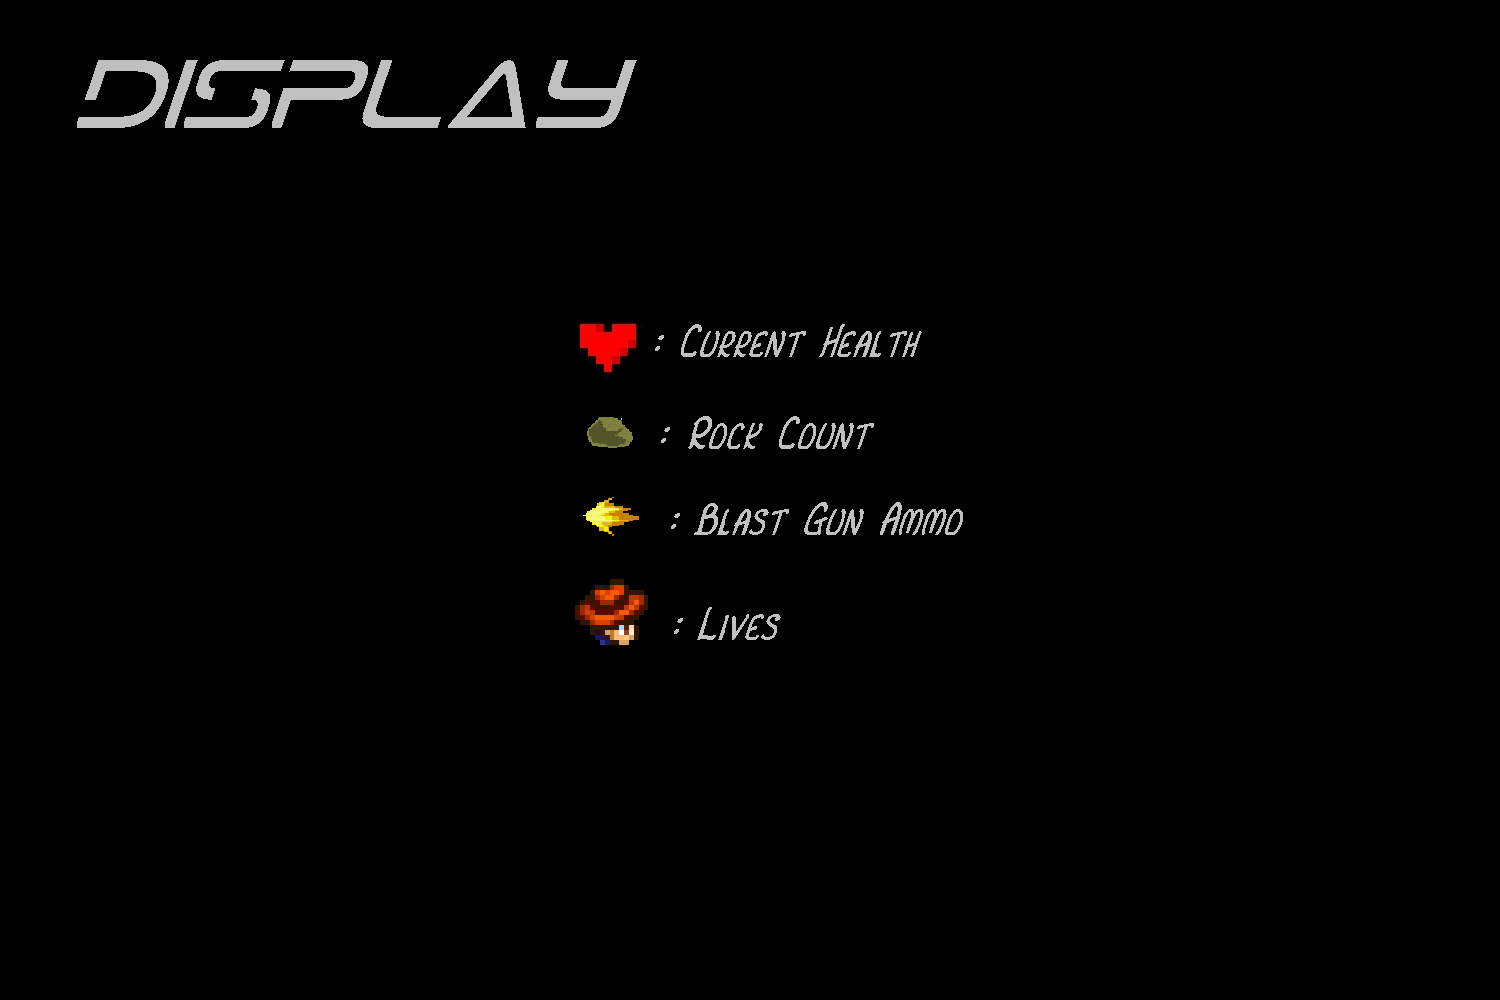 DISPLAY
: CURRENT HEALTH
: ROCK COUNT
: BLAST GUN AMMO
: LIVES